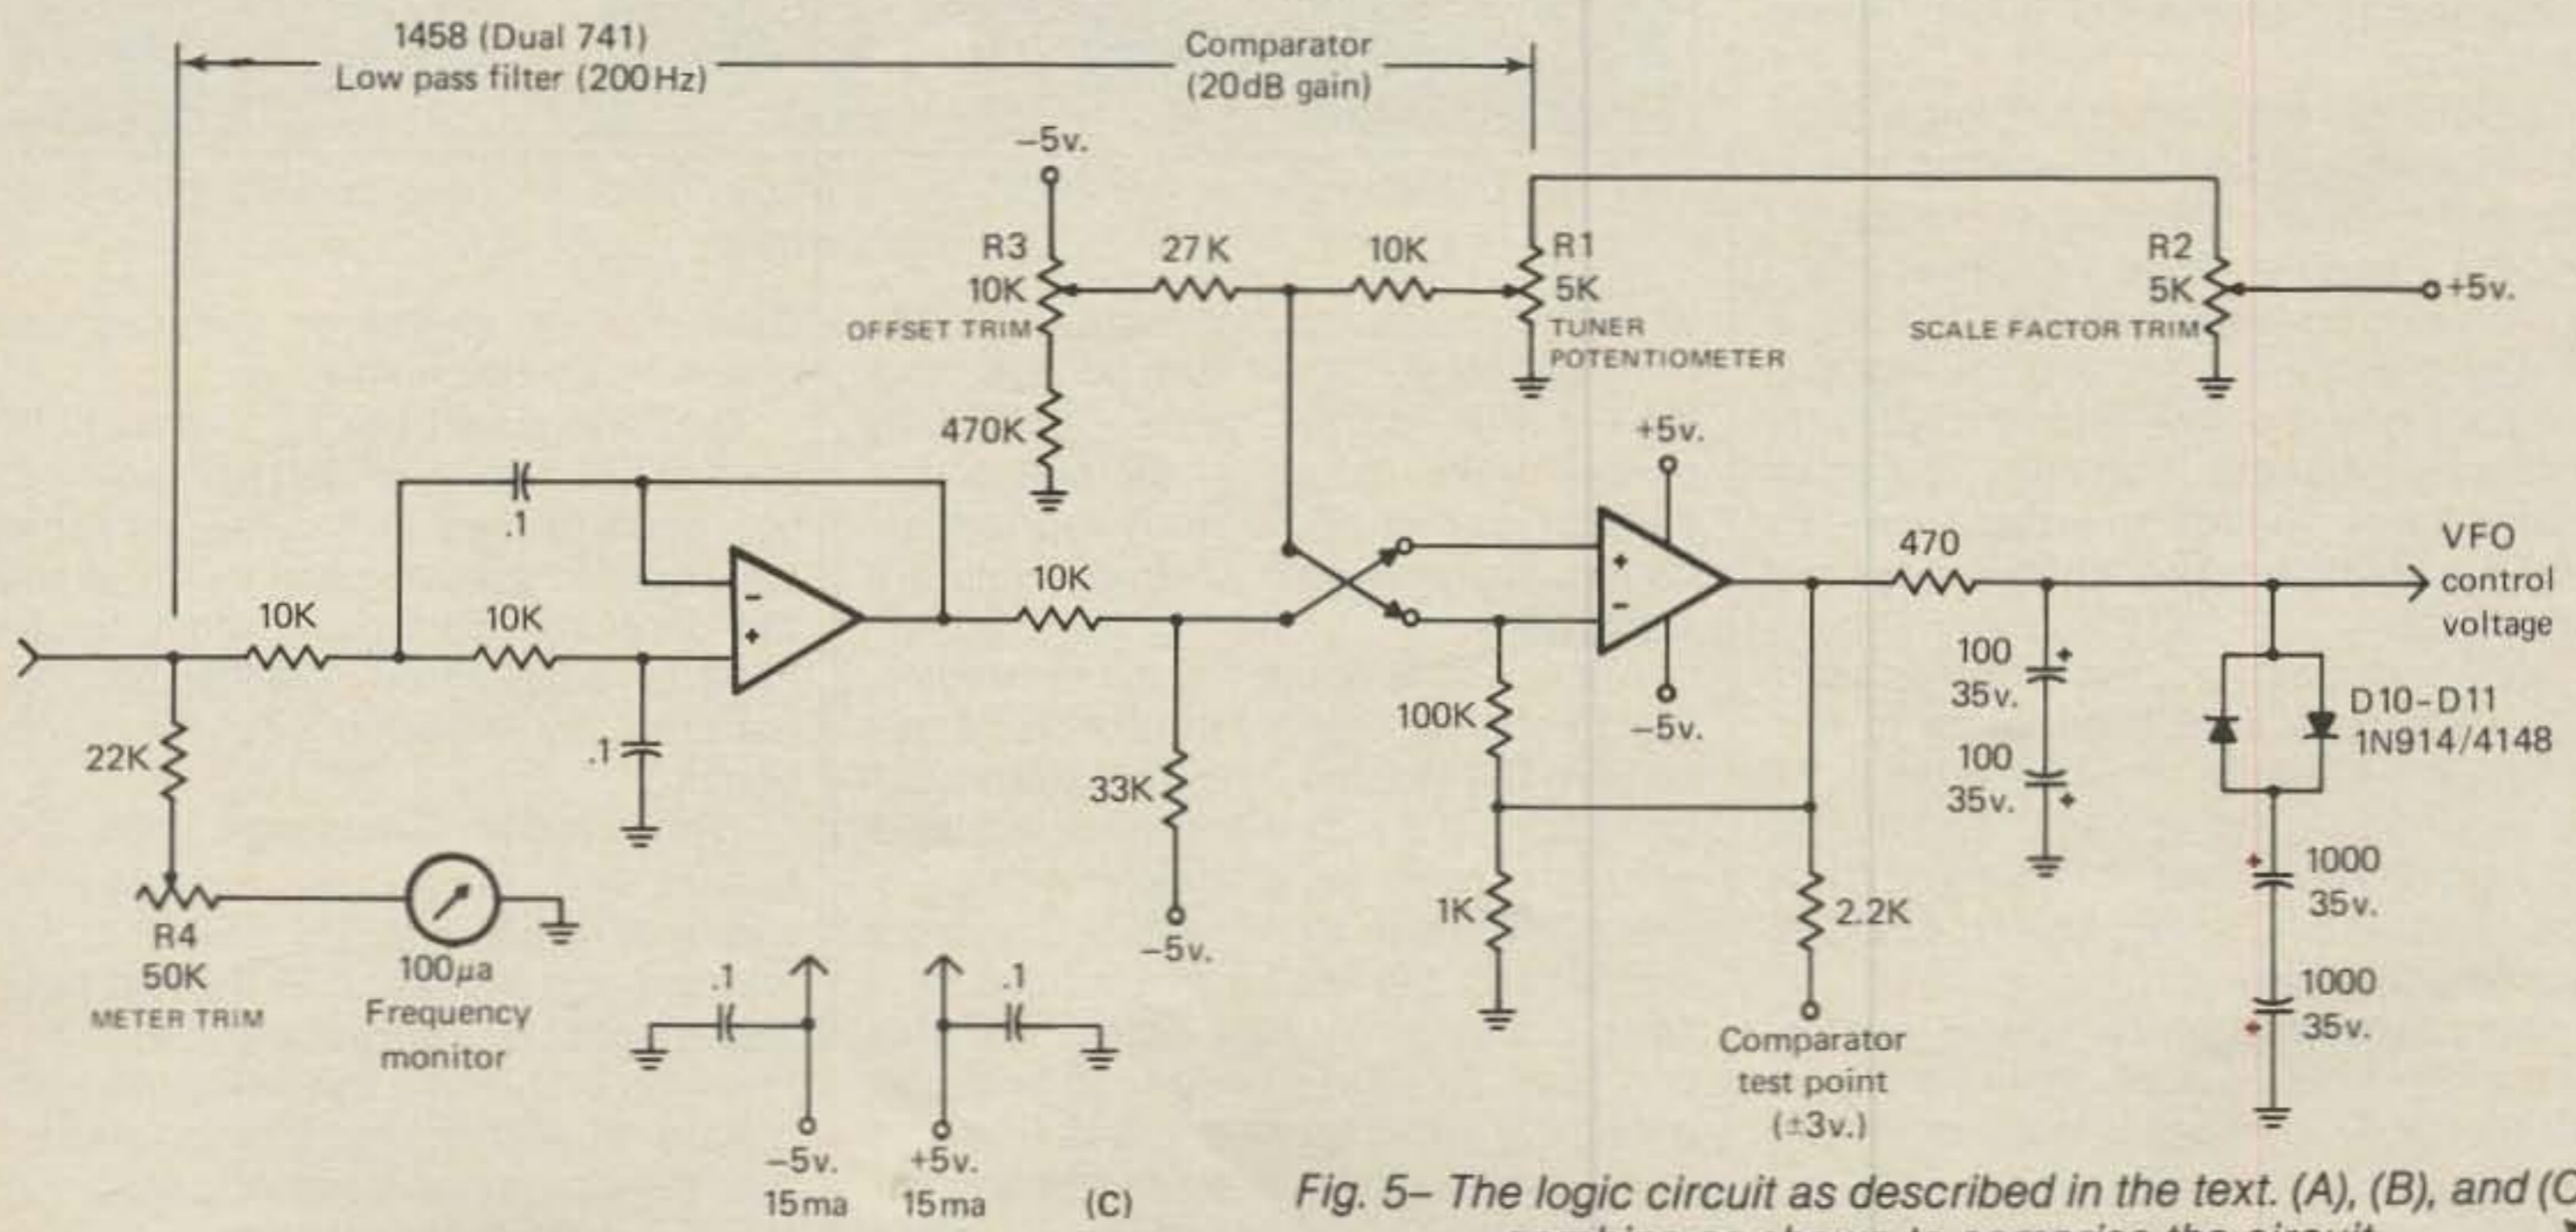 1458 (Dual 741)
Low pass filter (200Hz)
Comparator
(20dB gain)
−5v.
R3
10K
OFFSET TRIM
27K
10K
R1
5K
TUNER
POTENTIOMETER
R2
5K
SCALE FACTOR TRIM
+5v.
470K
.1
10K
10K
−
+
.1
22K
R4
50K
METER TRIM
100μa
Frequency
monitor
10K
33K
−5v.
+5v.
+
−
−5v.
100K
1K
2.2K
Comparator
test point
(±3v.)
470
VFO
control
voltage
100
35v.
+
100
35v.
+
D10-D11
1N914/4148
+
1000
35v.
1000
35v.
+
.1
−5v.
15ma
.1
+5v.
15ma
(C)
Fig. 5– The logic circuit as described in the text. (A), (B), and (C